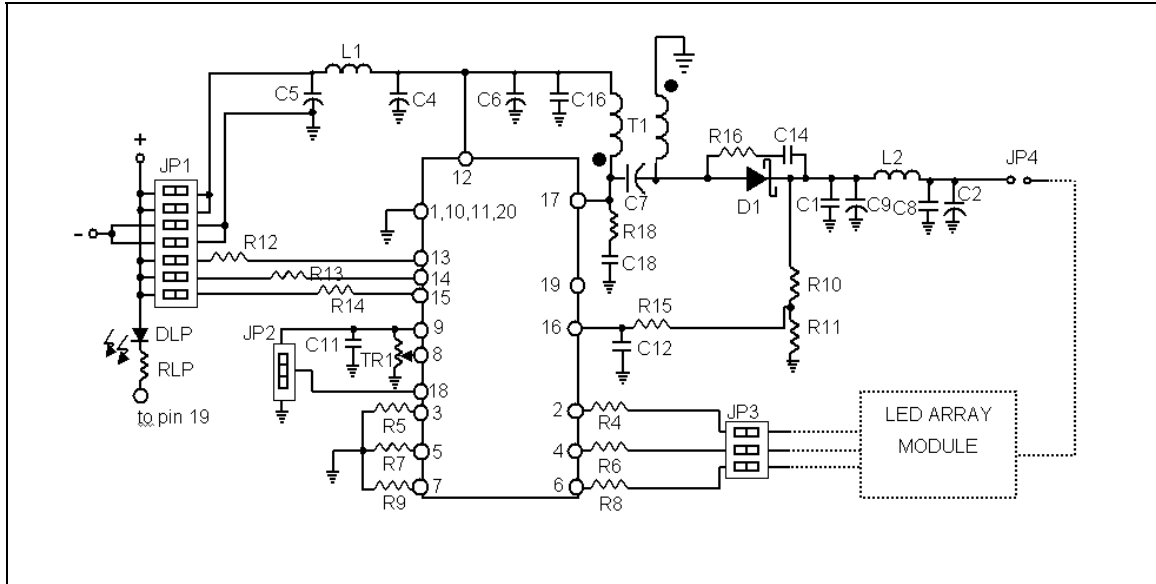 L1
C5
C4
C6
C16
T1
R16
C14
L2
JP4
+
JP1
12
17
C7
D1
C1
C9
C8
C2
1,10,11,20
R18
-
R12
13
C18
R13
14
19
R10
R14
15
R15
9
16
R11
DLP
JP2
C11
TR1
8
C12
RLP
18
to pin 19
3
2
R5
R4
JP3
LED ARRAY
MODULE
R7
5
4
R6
R9
7
6
R8